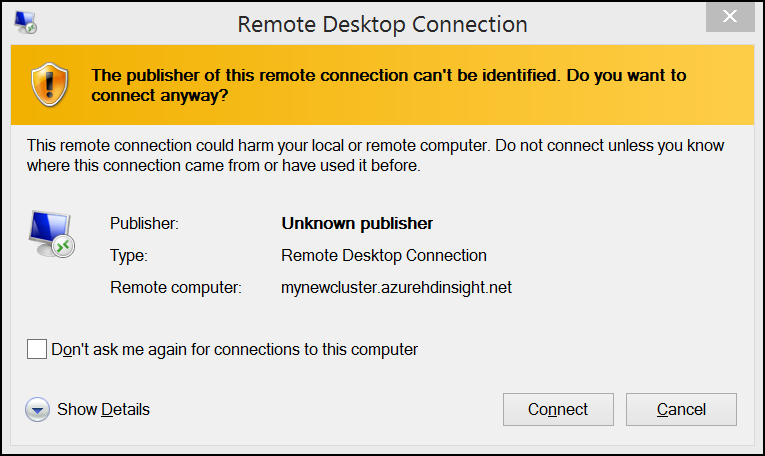 Remote Desktop Connection
The publisher of this remote connection can't be identified. Do you want to
connect anyway?
This remote connection could harm your local or remote computer. Do not connect unless you know
where this connection came from or have used it before.
Publisher: Unknown publisher
Type: Remote Desktop Connection
Remote computer: mynewcluster.azurehdinsight.net
Don't ask me again for connections to this computer
Show Details Connect Cancel